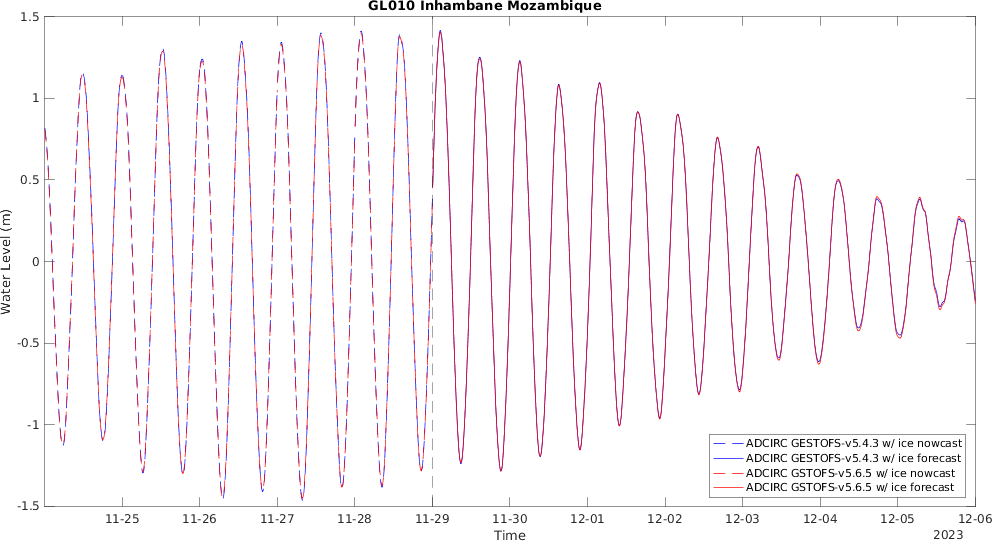 GL010 Inhambane Mozambique
1.5
1
0.5
0
-0.5
-1
-1.5
Water Level (m)
11-25 11-26 11-27 11-28 11-29 11-30 12-01 12-02 12-03 12-04 12-05 12-06
Time
2023
ADCIRC GESTOFS-v5.4.3 w/ ice nowcast
ADCIRC GESTOFS-v5.4.3 w/ ice forecast
ADCIRC GSTOFS-v5.6.5 w/ ice nowcast
ADCIRC GSTOFS-v5.6.5 w/ ice forecast